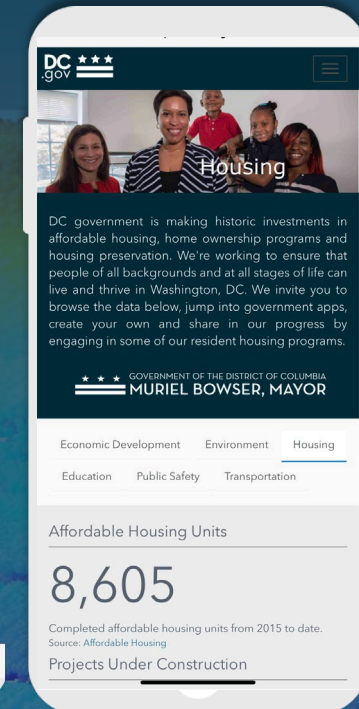 DC
.gov
Housing
DC government is making historic investments in
affordable housing, home ownership programs and
housing preservation. We're working to ensure that
people of all backgrounds and at all stages of life can
live and thrive in Washington, DC. We invite you to
browse the data below, jump into government apps,
create your own and share in our progress by
engaging in some of our resident housing programs.
GOVERNMENT OF THE DISTRICT OF COLUMBIA
MURIEL BOWSER, MAYOR
Economic Development Environment Housing
Education Public Safety Transportation
Affordable Housing Units
8,605
Completed affordable housing units from 2015 to date.
Source: Affordable Housing
Projects Under Construction